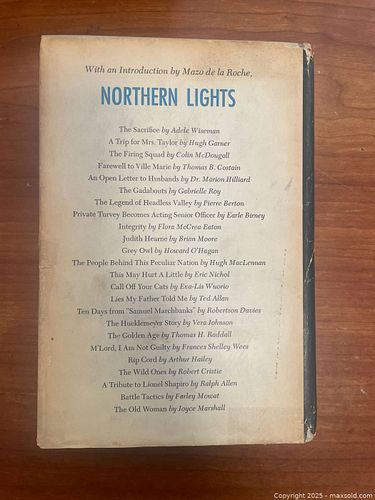 With an Introduction by Mazo de la Roche,
NORTHERN LIGHTS
The Sacrifice by Adele Wiseman
A Trip for Mrs. Taylor by Hugh Garner
The Firing Squad by Colin McDougall
Farewell to Ville Marie by Thomas B. Costain
An Open Letter to Husbands by Dr. Marion Hilliard
The Gadabouts by Gabrielle Roy
The Legend of Headless Valley by Pierre Berton
Private Turvey Becomes Acting Senior Officer by Earle Birney
Integrity by Flora McCrea Eaton
Judith Hearne by Brian Moore
Grey Owl by Howard O'Hagan
The People Behind This Peculiar Nation by Hugh MacLennan
This May Hurt A Little by Eric Nichol
Call Off Your Cats by Eva-Lis Wuorio
Lies My Father Told Me by Ted Allan
Ten Days from "Samuel Marchbanks" by Robertson Davies
The Hucklemeyer Story by Vera Johnson
The Golden Age by Thomas H. Raddall
M'Lord, I Am Not Guilty by Frances Shelley Wees
Rip Cord by Arthur Hailey
The Wild Ones by Robert Cristie
A Tribute to Lionel Shapiro by Ralph Allen
Battle Tactics by Farley Mowat
The Old Woman by Joyce Marshall
Copyright 2025 - maxsold.com